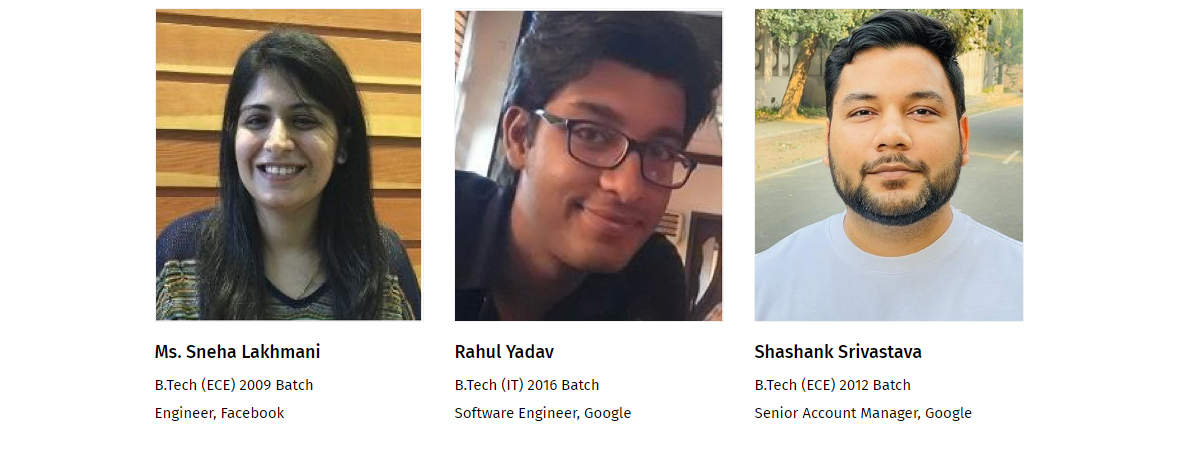 Ms. Sneha Lakhmani
B.Tech (ECE) 2009 Batch
Engineer, Facebook
Rahul Yadav
B.Tech (IT) 2016 Batch
Software Engineer, Google
Shashank Srivastava
B.Tech (ECE) 2012 Batch
Senior Account Manager, Google